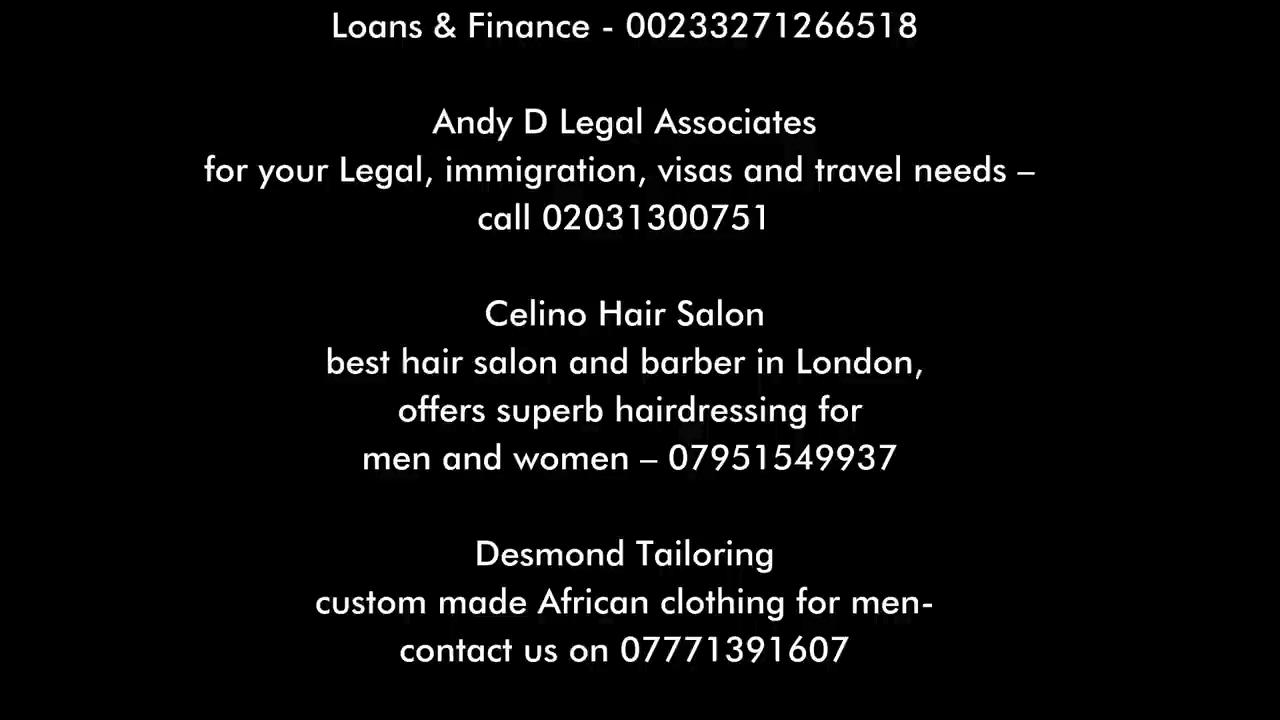 Loans & Finance - 00233271266518
Andy D Legal Associates
for your Legal, immigration, visas and travel needs –
call 02031300751
Celino Hair Salon
best hair salon and barber in London,
offers superb hairdressing for
men and women – 07951549937
Desmond Tailoring
custom made African clothing for men-
contact us on 07771391607